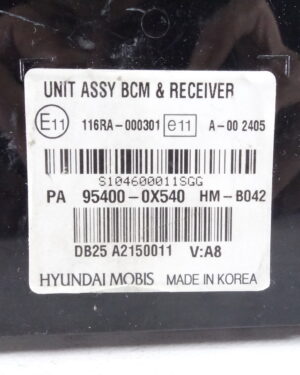 UNIT ASSY BCM & RECEIVER
E11 116RA-000301 e11 A-00 2405
S104600011SGG
PA 95400-0X540 HM-B042
DB25 A2150011 V:A8
HYUNDAI MOBIS MADE IN KOREA